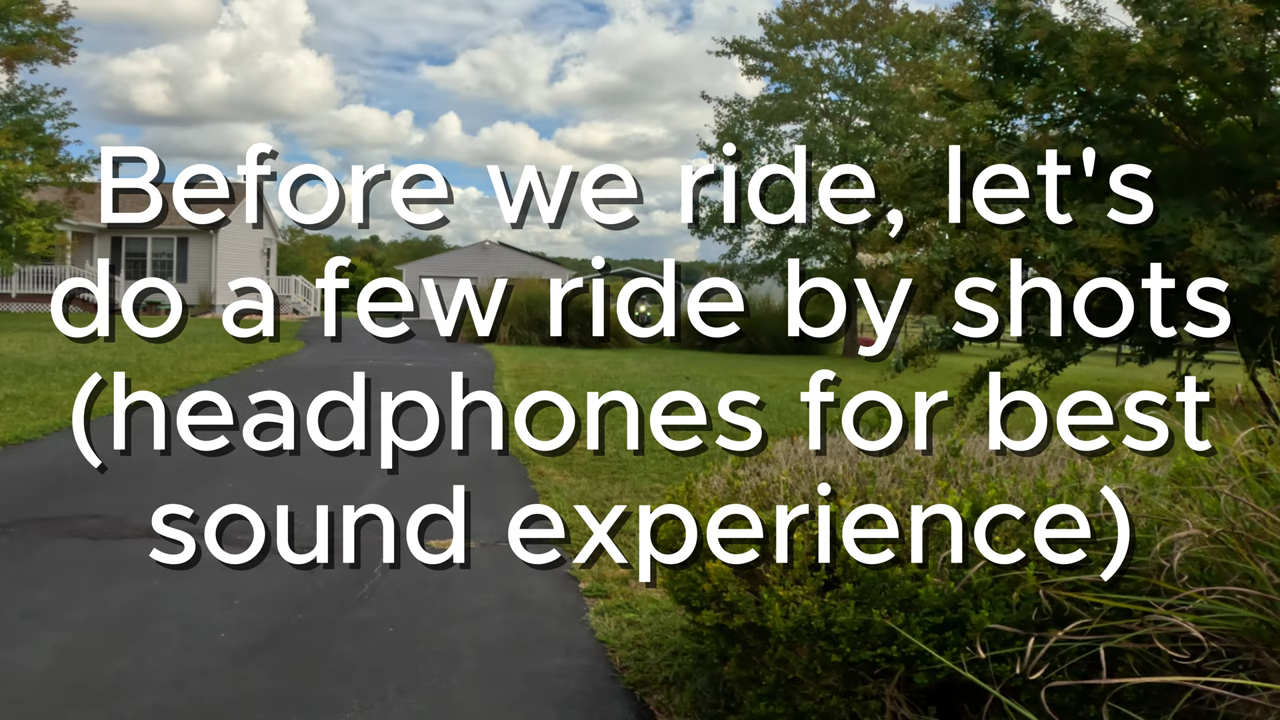 Before we ride, let's
do a few ride by shots
(headphones for best
sound experience)